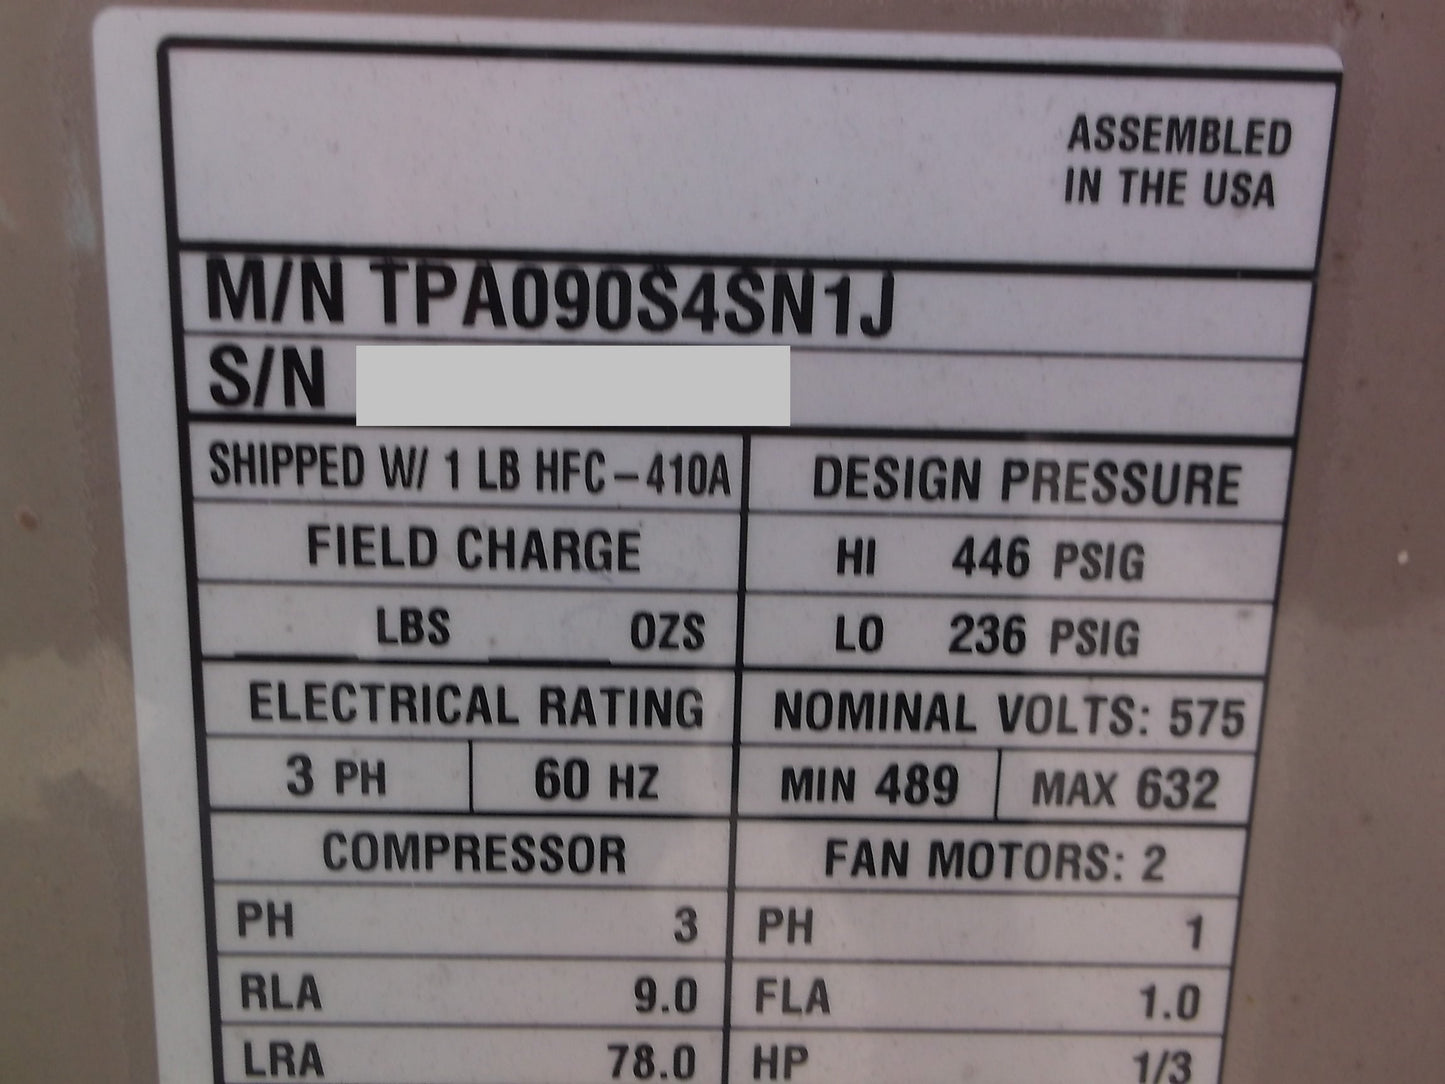 ASSEMBLED
IN THE USA
M/N TPA090S4SN1J
S/N
SHIPPED W/ 1 LB HFC-410A
DESIGN PRESSURE
FIELD CHARGE
HI 446 PSIG
LBS OZS
LO 236 PSIG
ELECTRICAL RATING
NOMINAL VOLTS: 575
3 PH 60 HZ
MIN 489 MAX 632
COMPRESSOR
FAN MOTORS: 2
PH 3
PH 1
RLA 9.0
FLA 1.0
LRA 78.0
HP 1/3